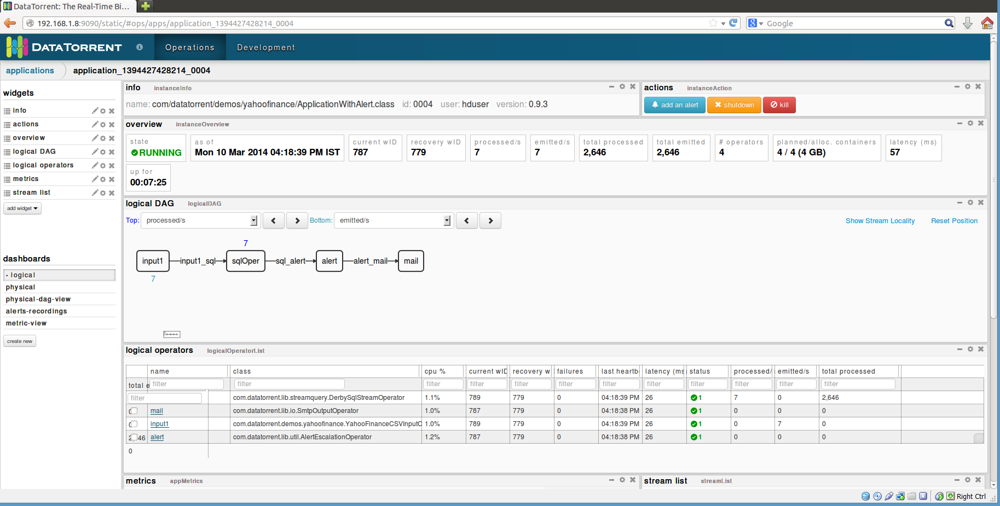 DataTorrent: The Real-Time Bi...
192.168.1.8:9090/static/#ops/apps/application_1394427428214_0004
Google
DATATORRENT
Operations
Development
applications
application_1394427428214_0004
widgets
info
actions
overview
logical DAG
logical operators
metrics
stream list
add widget
dashboards
- logical
physical
physical-dag-view
alerts-recordings
metric-view
create new
info instanceInfo
name: com/datatorrent/demos/yahoofinance/ApplicationWithAlert.class id: 0004 user: hduser version: 0.9.3
actions instanceAction
add an alert shutdown kill
overview instanceOverview
state
RUNNING
as of
Mon 10 Mar 2014 04:18:39 PM IST
current wID
787
recovery wID
779
processed/s
7
emitted/s
7
total processed
2,646
total emitted
2,646
# operators
4
planned/alloc. containers
4 / 4 (4 GB)
latency (ms)
57
up for
00:07:25
logical DAG logicalDAG
Top: processed/s Bottom: emitted/s Show Stream Locality Reset Position
7
input1 input1_sql sqlOper sql_alert alert alert_mail mail
7
logical operators logicalOperatorList
name class cpu % current wID recovery w failures last heartb latency (ms status processed/ emitted/s total processed
total e filter filter filter filter filter filter filter filter filter filter filter filter
filter com.datatorrent.lib.streamquery.DerbySqlStreamOperator 1.1% 789 779 0 04:18:39 PM 26 1 7 0 2,646
mail com.datatorrent.lib.io.SmtpOutputOperator 1.0% 787 779 0 04:18:38 PM 26 1 0 0 0
input1 com.datatorrent.demos.yahoofinance.YahooFinanceCSVInputO 1.0% 789 779 0 04:18:39 PM 26 1 0 7 0
alert com.datatorrent.lib.util.AlertEscalationOperator 1.2% 787 779 0 04:18:38 PM 26 1 0 0 0
0
metrics appMetrics
stream list streamList
Right Ctrl